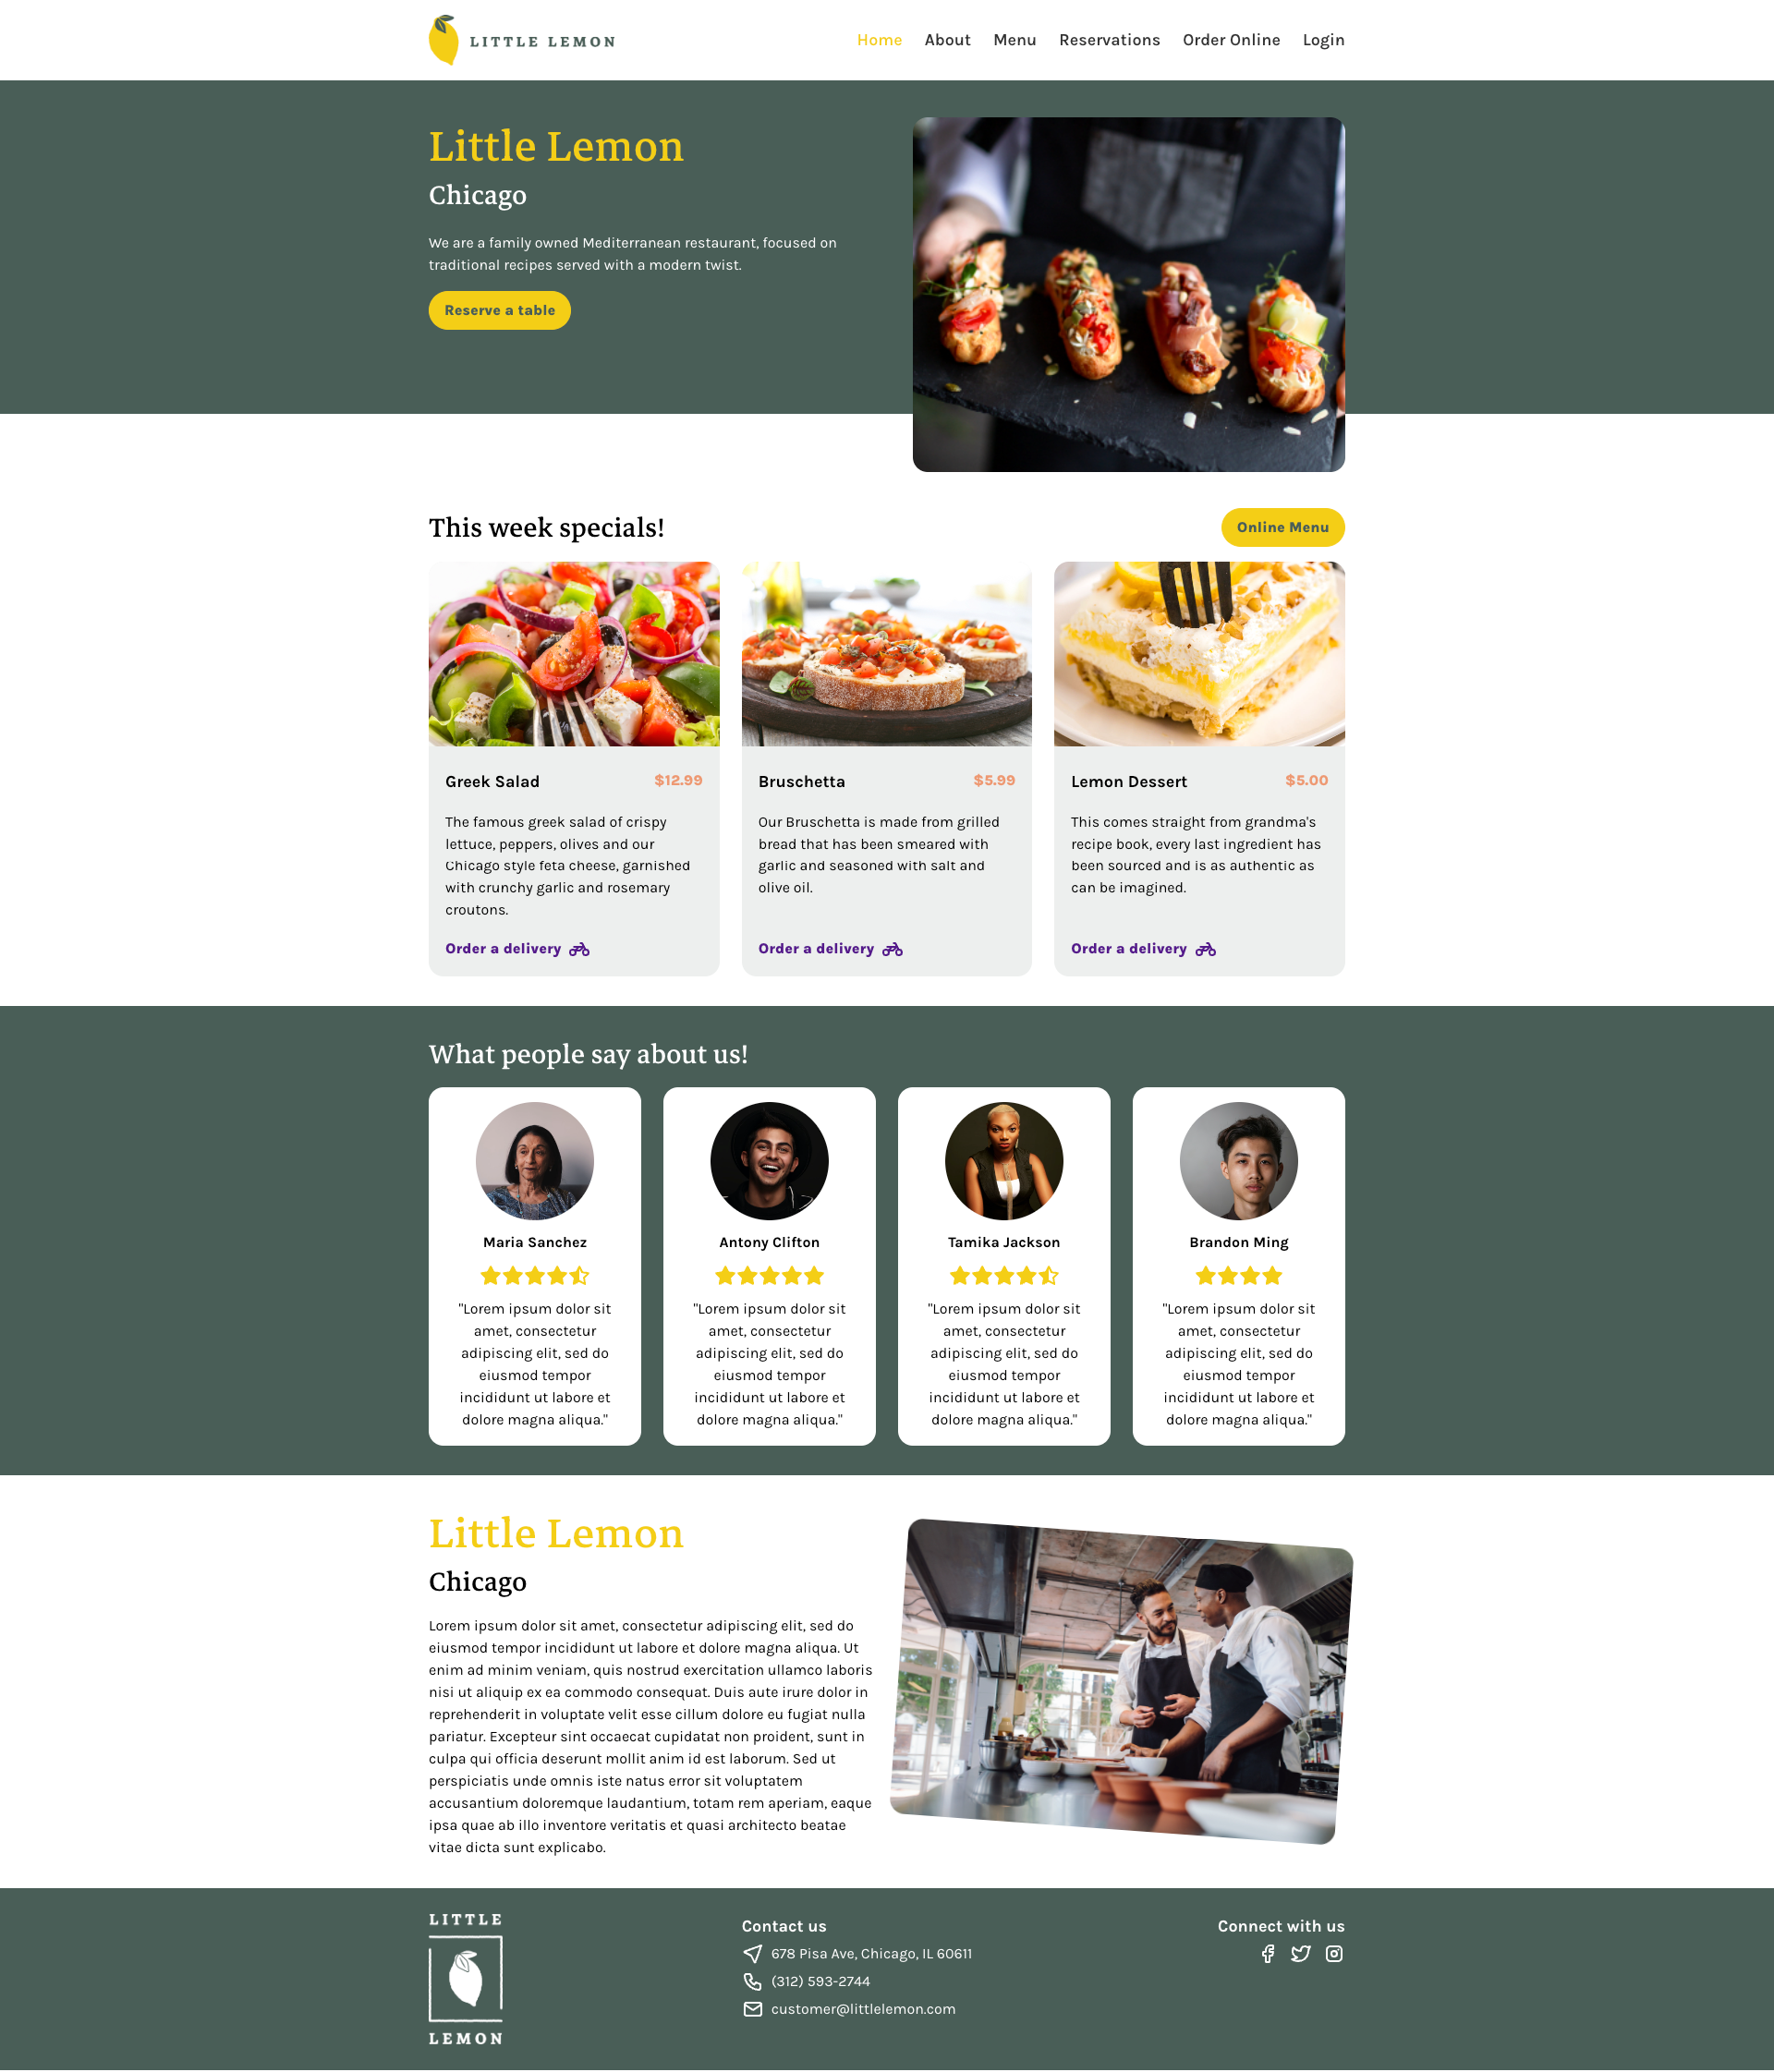 LITTLE LEMON
Home About Menu Reservations Order Online Login
Little Lemon
Chicago
We are a family owned Mediterranean restaurant, focused on
traditional recipes served with a modern twist.
Reserve a table
This week specials!
Online Menu
Greek Salad $12.99
The famous greek salad of crispy
lettuce, peppers, olives and our
Chicago style feta cheese, garnished
with crunchy garlic and rosemary
croutons.
Order a delivery
Bruschetta $5.99
Our Bruschetta is made from grilled
bread that has been smeared with
garlic and seasoned with salt and
olive oil.
Order a delivery
Lemon Dessert $5.00
This comes straight from grandma's
recipe book, every last ingredient has
been sourced and is as authentic as
can be imagined.
Order a delivery
What people say about us!
Maria Sanchez
"Lorem ipsum dolor sit
amet, consectetur
adipiscing elit, sed do
eiusmod tempor
incididunt ut labore et
dolore magna aliqua."
Antony Clifton
"Lorem ipsum dolor sit
amet, consectetur
adipiscing elit, sed do
eiusmod tempor
incididunt ut labore et
dolore magna aliqua."
Tamika Jackson
"Lorem ipsum dolor sit
amet, consectetur
adipiscing elit, sed do
eiusmod tempor
incididunt ut labore et
dolore magna aliqua."
Brandon Ming
"Lorem ipsum dolor sit
amet, consectetur
adipiscing elit, sed do
eiusmod tempor
incididunt ut labore et
dolore magna aliqua."
Little Lemon
Chicago
Lorem ipsum dolor sit amet, consectetur adipiscing elit, sed do
eiusmod tempor incididunt ut labore et dolore magna aliqua. Ut
enim ad minim veniam, quis nostrud exercitation ullamco laboris
nisi ut aliquip ex ea commodo consequat. Duis aute irure dolor in
reprehenderit in voluptate velit esse cillum dolore eu fugiat nulla
pariatur. Excepteur sint occaecat cupidatat non proident, sunt in
culpa qui officia deserunt mollit anim id est laborum. Sed ut
perspiciatis unde omnis iste natus error sit voluptatem
accusantium doloremque laudantium, totam rem aperiam, eaque
ipsa quae ab illo inventore veritatis et quasi architecto beatae
vitae dicta sunt explicabo.
LITTLE
LEMON
Contact us
678 Pisa Ave, Chicago, IL 60611
(312) 593-2744
customer@littlelemon.com
Connect with us